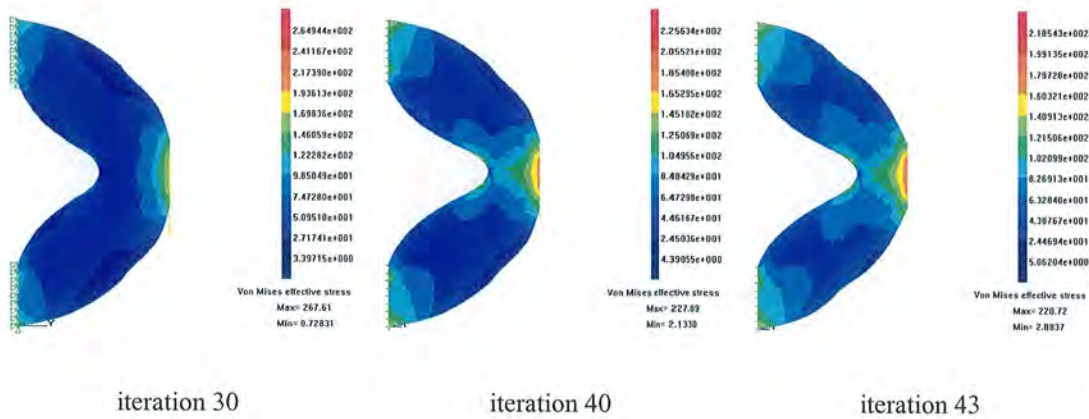 2.64944e+002
2.41167e+002
2.17390e+002
1.93613e+002
1.69836e+002
1.46059e+002
1.22282e+002
9.85049e+001
7.47280e+001
5.09510e+001
2.71741e+001
3.39715e+000
Von Mises effective stress
Max= 267.61
Min= 0.72031
Y
iteration 30
2.25634e+002
2.05521e+002
1.85408e+002
1.65295e+002
1.45182e+002
1.25069e+002
1.04956e+002
8.48429e+001
6.47298e+001
4.46167e+001
2.45036e+001
4.39055e+000
Von Mises effective stress
Max= 227.89
Min= 2.1330
iteration 40
2.18543e+002
1.99135e+002
1.79728e+002
1.60321e+002
1.40913e+002
1.21506e+002
1.02099e+002
8.26913e+001
6.32840e+001
4.38767e+001
2.44694e+001
5.06204e+000
Von Mises effective stress
Max= 220.72
Min= 2.8037
iteration 43